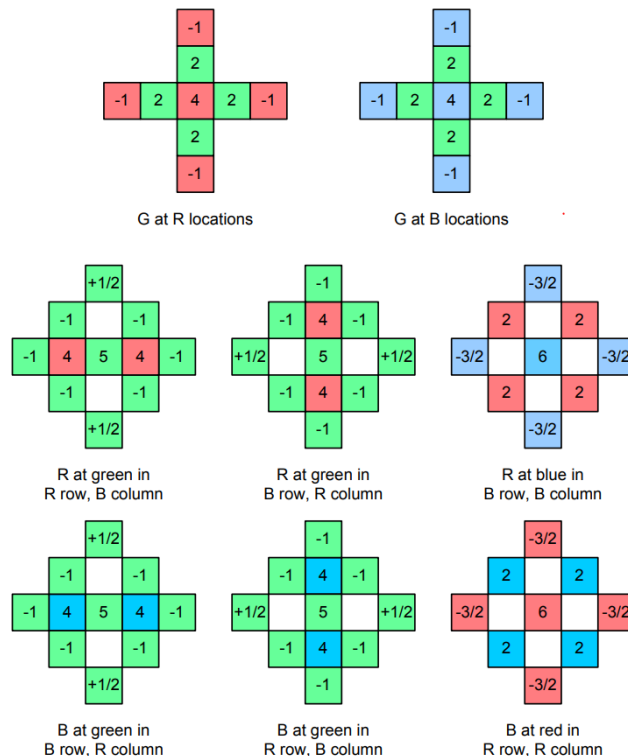 -1
2
-1 2 4 2 -1
2
-1
G at R locations
-1
2
-1 2 4 2 -1
2
-1
G at B locations
+1/2
-1 -1
-1 4 5 4 -1
-1 -1
+1/2
R at green in
R row, B column
-1
-1 4 -1
+1/2 5 +1/2
-1 4 -1
-1
R at green in
B row, R column
-3/2
2 2
-3/2 6 -3/2
2 2
-3/2
R at blue in
B row, B column
+1/2
-1 -1
-1 4 5 4 -1
-1 -1
+1/2
B at green in
B row, R column
-1
-1 4 -1
+1/2 5 +1/2
-1 4 -1
-1
B at green in
R row, B column
-3/2
2 2
-3/2 6 -3/2
2 2
-3/2
B at red in
R row, R column